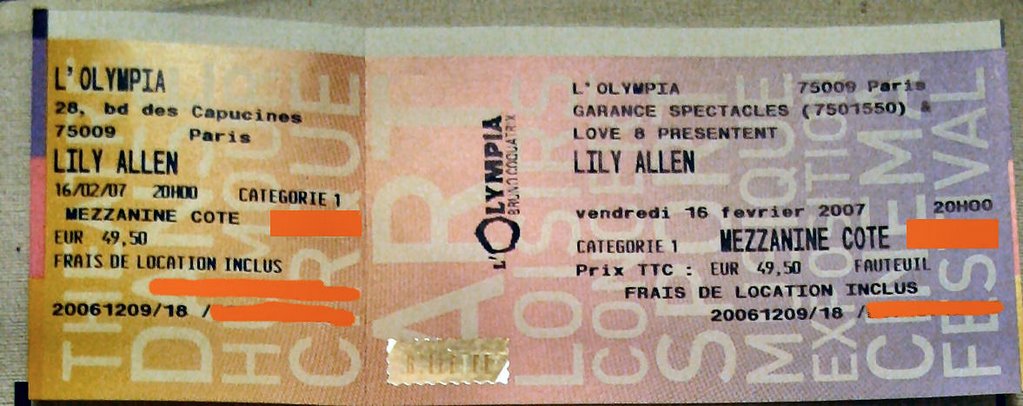 L'OLYMPIA
28, bd des Capucines
75009 Paris
LILY ALLEN
16/02/07 20H00 CATEGORIE 1
MEZZANINE COTE
EUR 49,50
FRAIS DE LOCATION INCLUS
20061209/18 /
L'OLYMPIA
BRUNO COQUATRIX
L'OLYMPIA 75009 Paris
GARANCE SPECTACLES (7501550) &
LOVE 8 PRESENTENT
LILY ALLEN
vendredi 16 fevrier 2007 20H00
CATEGORIE 1 MEZZANINE COTE
Prix TTC : EUR 49,50 FAUTEUIL
FRAIS DE LOCATION INCLUS
20061209/18 /
ART
LOISIRS
FESTIVAL